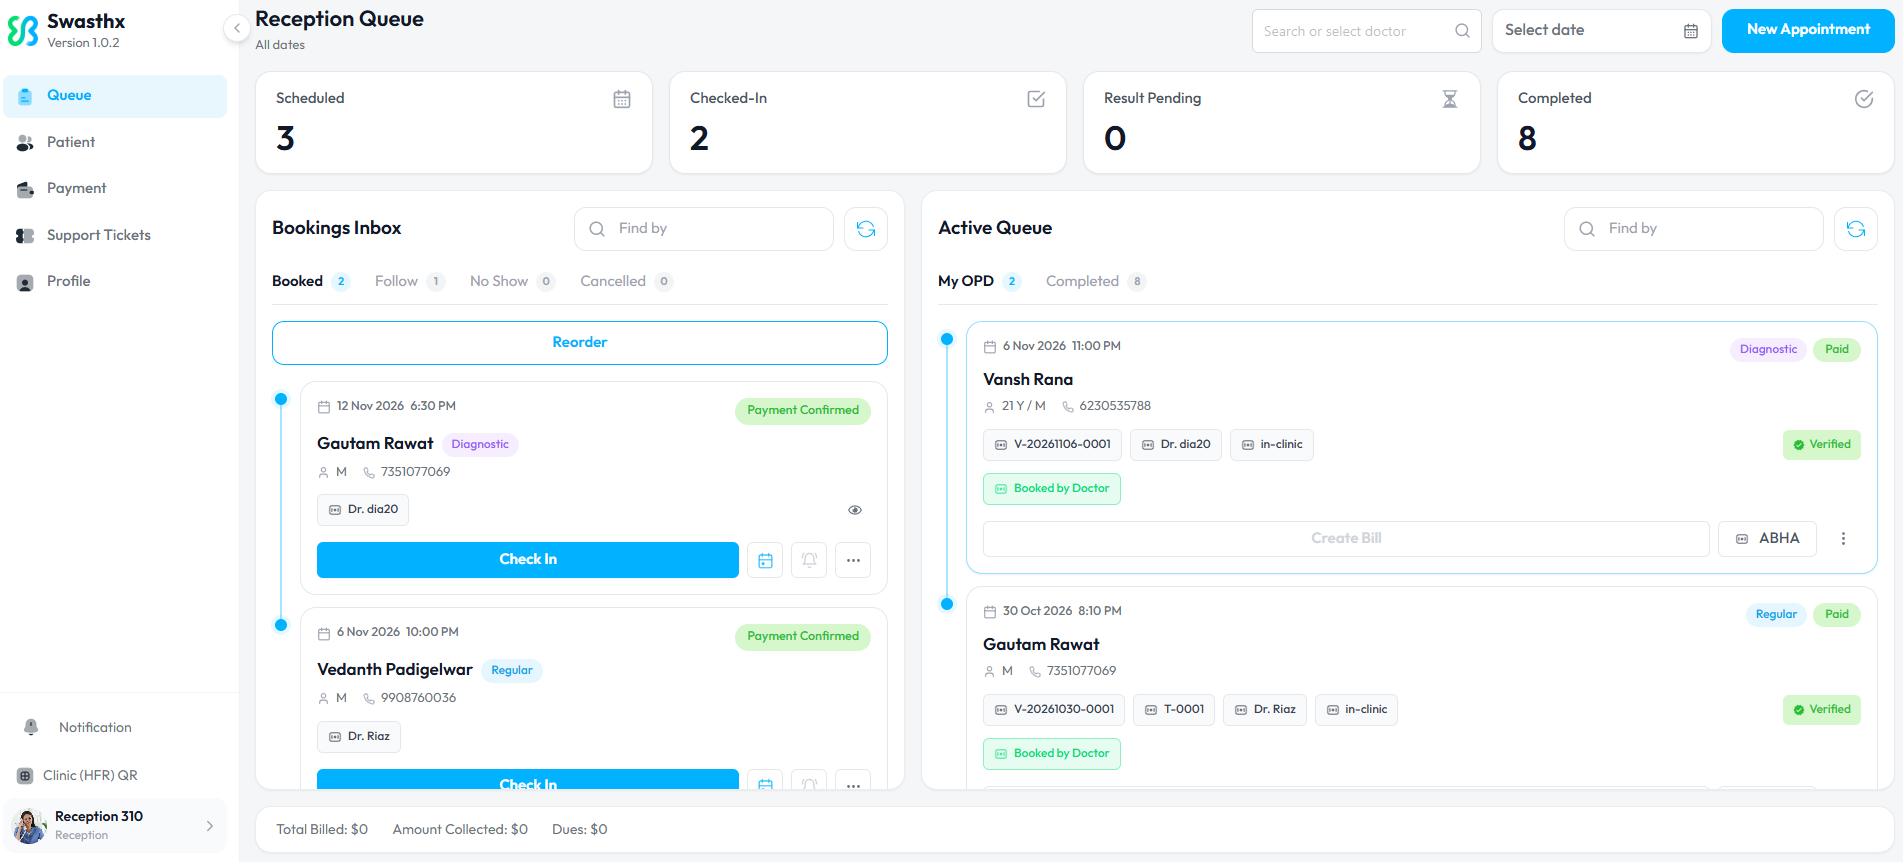 Swasthx
Version 1.0.2
Queue
Patient
Payment
Support Tickets
Profile
Notification
Clinic (HFR) QR
Reception 310
Reception
Reception Queue
All dates
Search or select doctor
Select date
New Appointment
Scheduled
3
Checked-In
2
Result Pending
0
Completed
8
Bookings Inbox
Find by
Booked 2 Follow 1 No Show 0 Cancelled 0
Reorder
12 Nov 2026 6:30 PM
Payment Confirmed
Gautam Rawat Diagnostic
M 7351077069
Dr. dia20
Check In
6 Nov 2026 10:00 PM
Payment Confirmed
Vedanth Padigelwar Regular
M 9908760036
Dr. Riaz
Check In
Active Queue
Find by
My OPD 2 Completed 8
6 Nov 2026 11:00 PM
Diagnostic Paid
Vansh Rana
21 Y / M 6230535788
V-20261106-0001 Dr. dia20 in-clinic
Verified
Booked by Doctor
Create Bill
ABHA
30 Oct 2026 8:10 PM
Regular Paid
Gautam Rawat
M 7351077069
V-20261030-0001 T-0001 Dr. Riaz in-clinic
Verified
Booked by Doctor
Total Billed: $0 Amount Collected: $0 Dues: $0